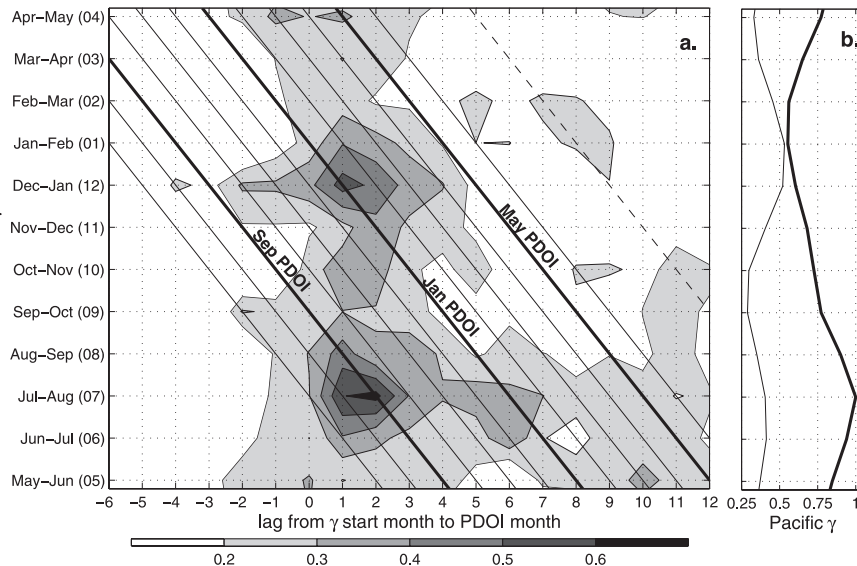 Apr−May (04)
Mar−Apr (03)
Feb−Mar (02)
Jan−Feb (01)
Dec−Jan (12)
Nov−Dec (11)
Oct−Nov (10)
Sep−Oct (09)
Aug−Sep (08)
Jul−Aug (07)
Jun−Jul (06)
May−Jun (05)
a.
Sep PDOI
Jan PDOI
May PDOI
−6 −5 −4 −3 −2 −1 0 1 2 3 4 5 6 7 8 9 10 11 12
lag from γ start month to PDOI month
0.2 0.3 0.4 0.5 0.6
b.
0.25 0.5 0.75 1
Pacific γ